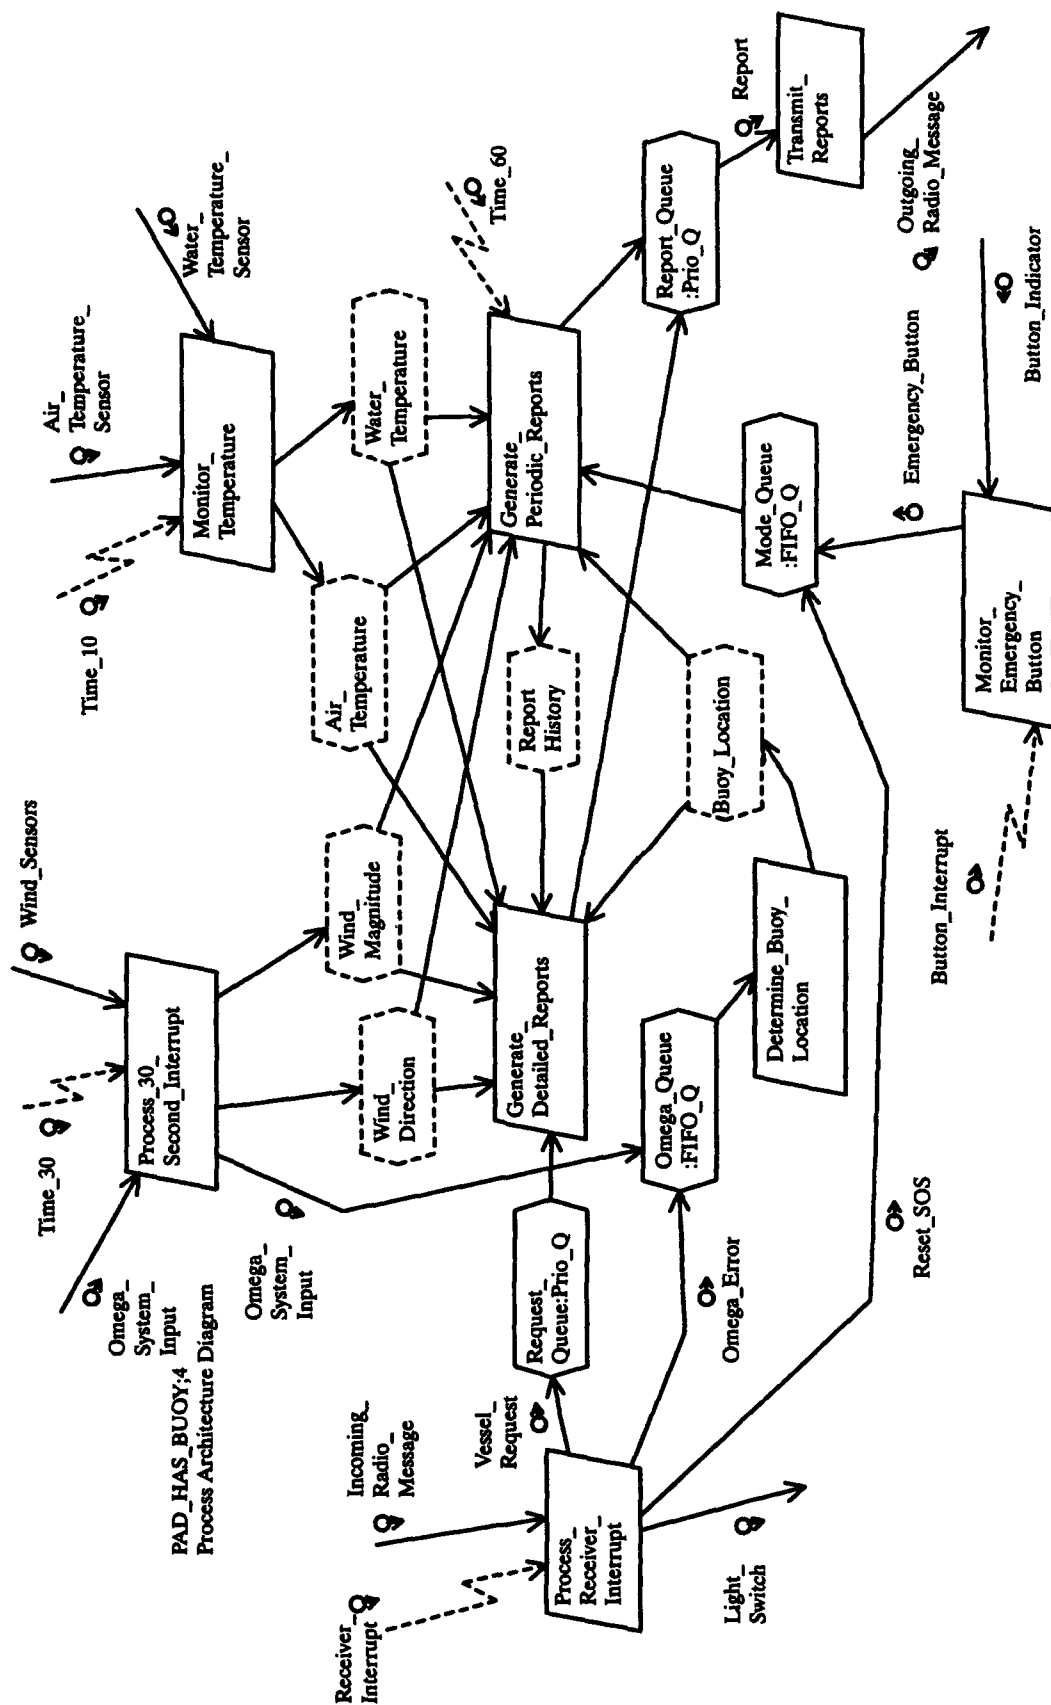 PAD_HAS_BUOY;4
Process Architecture Diagram
Omega_
System_
Input
Time_30
Wind_Sensors
Process_30_
Second_Interrupt
Omega_
System_
Input
Time_10
Air_
Temperature_
Sensor
Water_
Temperature_
Sensor
Monitor_
Temperature
Wind_
Direction
Wind_
Magnitude
Air_
Temperature
Water_
Temperature
Receiver_
Interrupt
Incoming_
Radio_
Message
Vessel_
Request
Process_
Receiver_
Interrupt
Request_
Queue:Prio_Q
Generate_
Detailed_Reports
Report_
History
Generate_
Periodic_Reports
Time_60
Light_
Switch
Omega_Error
Omega_Queue
:FIFO_Q
Buoy_Location
Report_Queue
:Prio_Q
Report
Determine_Buoy_
Location
Mode_Queue
:FIFO_Q
Transmit_
Reports
Reset_SOS
Emergency_Button
Outgoing_
Radio_Message
Button_Interrupt
Monitor_
Emergency_
Button
Button_Indicator